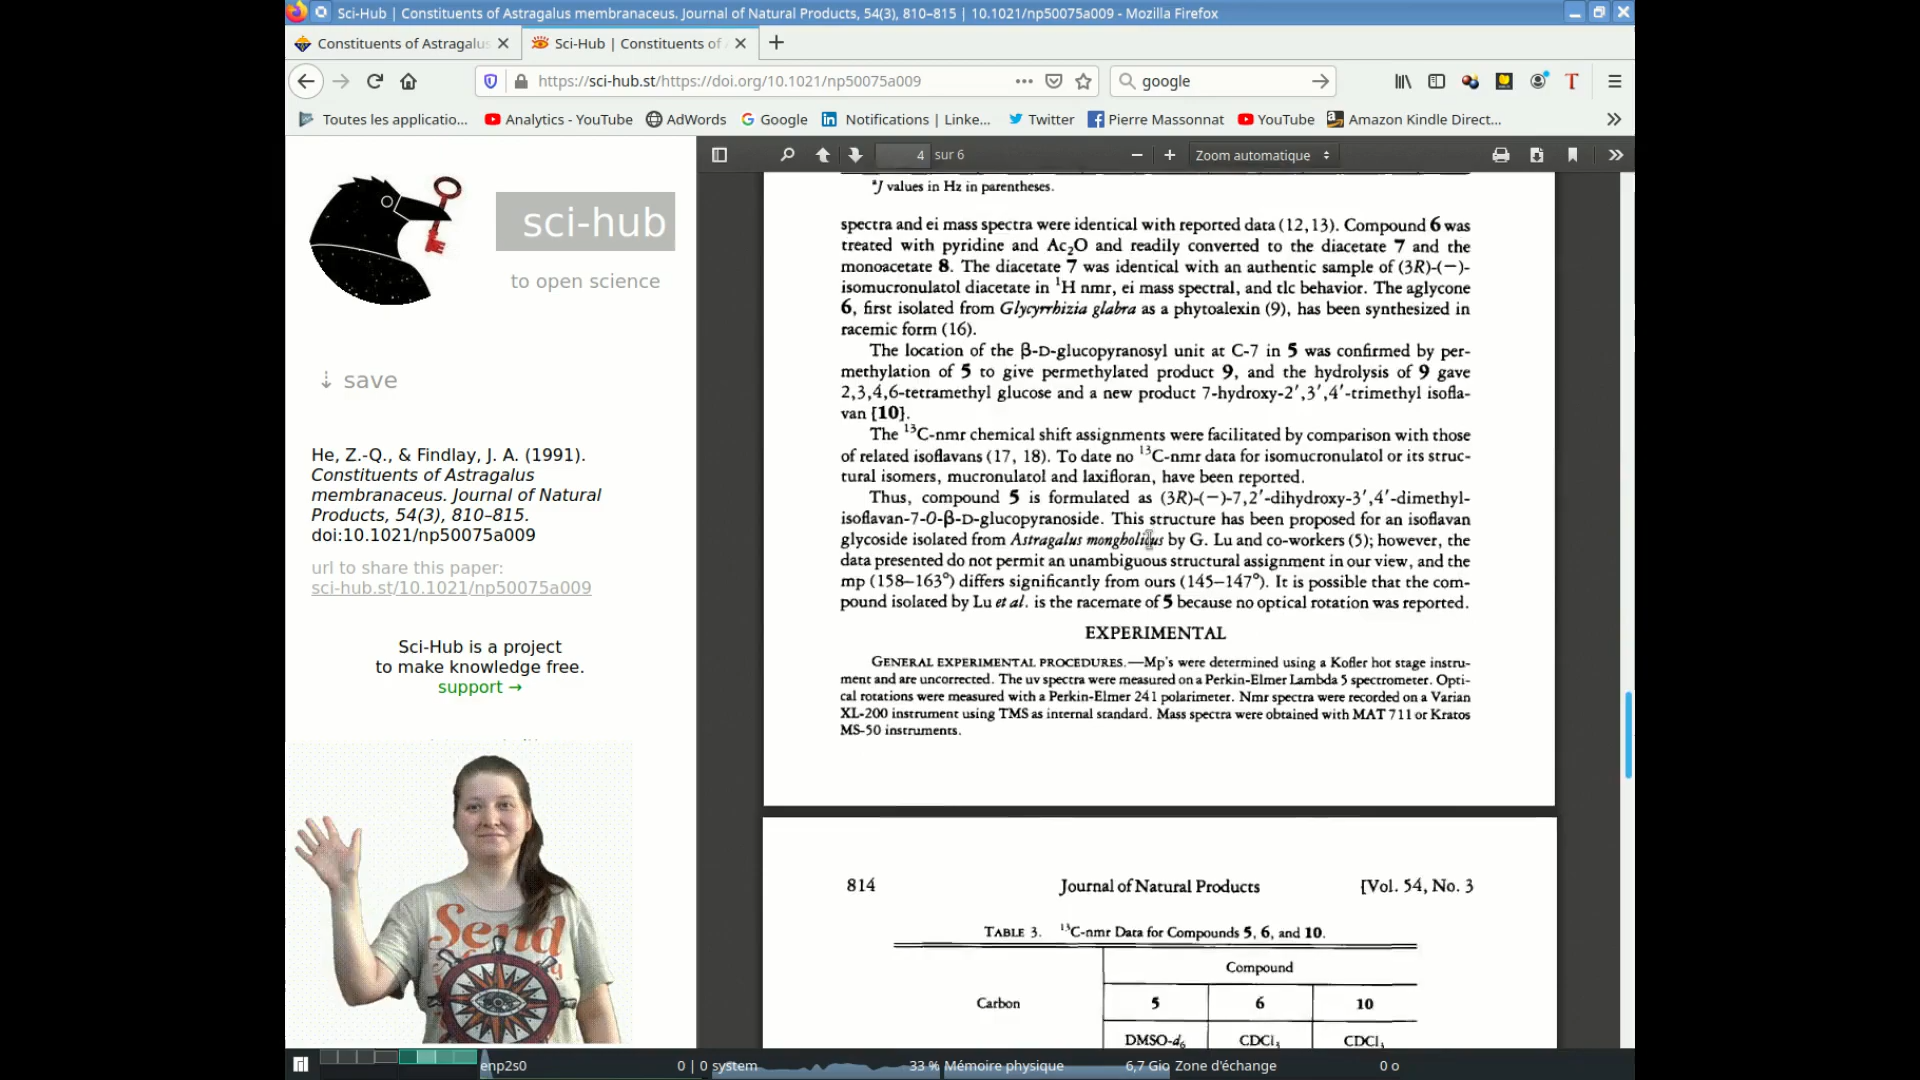 Sci-Hub | Constituents of Astragalus membranaceus. Journal of Natural Products, 54(3), 810–815 | 10.1021/np50075a009 - Mozilla Firefox
Constituents of Astragalus
Sci-Hub | Constituents of
https://sci-hub.st/https://doi.org/10.1021/np50075a009
google
Toutes les applicatio...
Analytics - YouTube
AdWords
Google
Notifications | Linke...
Twitter
Pierre Massonnat
YouTube
Amazon Kindle Direct...
4 sur 6
Zoom automatique
sci-hub
to open science
⇣ save
He, Z.-Q., & Findlay, J. A. (1991).
Constituents of Astragalus
membranaceus. Journal of Natural
Products, 54(3), 810–815.
doi:10.1021/np50075a009
url to share this paper:
sci-hub.st/10.1021/np50075a009
Sci-Hub is a project
to make knowledge free.
support →
Send
ᵃJ values in Hz in parentheses.
spectra and ei mass spectra were identical with reported data (12,13). Compound 6 was
treated with pyridine and Ac₂O and readily converted to the diacetate 7 and the
monoacetate 8. The diacetate 7 was identical with an authentic sample of (3R)-(−)-
isomucronulatol diacetate in ¹H nmr, ei mass spectral, and tlc behavior. The aglycone
6, first isolated from Glycyrrhizia glabra as a phytoalexin (9), has been synthesized in
racemic form (16).
The location of the β-D-glucopyranosyl unit at C-7 in 5 was confirmed by per-
methylation of 5 to give permethylated product 9, and the hydrolysis of 9 gave
2,3,4,6-tetramethyl glucose and a new product 7-hydroxy-2′,3′,4′-trimethyl isofla-
van [10].
The ¹³C-nmr chemical shift assignments were facilitated by comparison with those
of related isoflavans (17, 18). To date no ¹³C-nmr data for isomucronulatol or its struc-
tural isomers, mucronulatol and laxifloran, have been reported.
Thus, compound 5 is formulated as (3R)-(−)-7,2′-dihydroxy-3′,4′-dimethyl-
isoflavan-7-0-β-D-glucopyranoside. This structure has been proposed for an isoflavan
glycoside isolated from Astragalus mongholicus by G. Lu and co-workers (5); however, the
data presented do not permit an unambiguous structural assignment in our view, and the
mp (158–163°) differs significantly from ours (145–147°). It is possible that the com-
pound isolated by Lu et al. is the racemate of 5 because no optical rotation was reported.
EXPERIMENTAL
GENERAL EXPERIMENTAL PROCEDURES.—Mp's were determined using a Kofler hot stage instru-
ment and are uncorrected. The uv spectra were measured on a Perkin-Elmer Lambda 5 spectrometer. Opti-
cal rotations were measured with a Perkin-Elmer 241 polarimeter. Nmr spectra were recorded on a Varian
XL-200 instrument using TMS as internal standard. Mass spectra were obtained with MAT 711 or Kratos
MS-50 instruments.
814 Journal of Natural Products [Vol. 54, No. 3
TABLE 3. ¹³C-nmr Data for Compounds 5, 6, and 10.
Compound
Carbon 5 6 10
DMSO-d₆ CDCl₃ CDCl₃
enp2s0 0 | 0 system 33 % Mémoire physique 6,7 Gio Zone d'échange 0 o